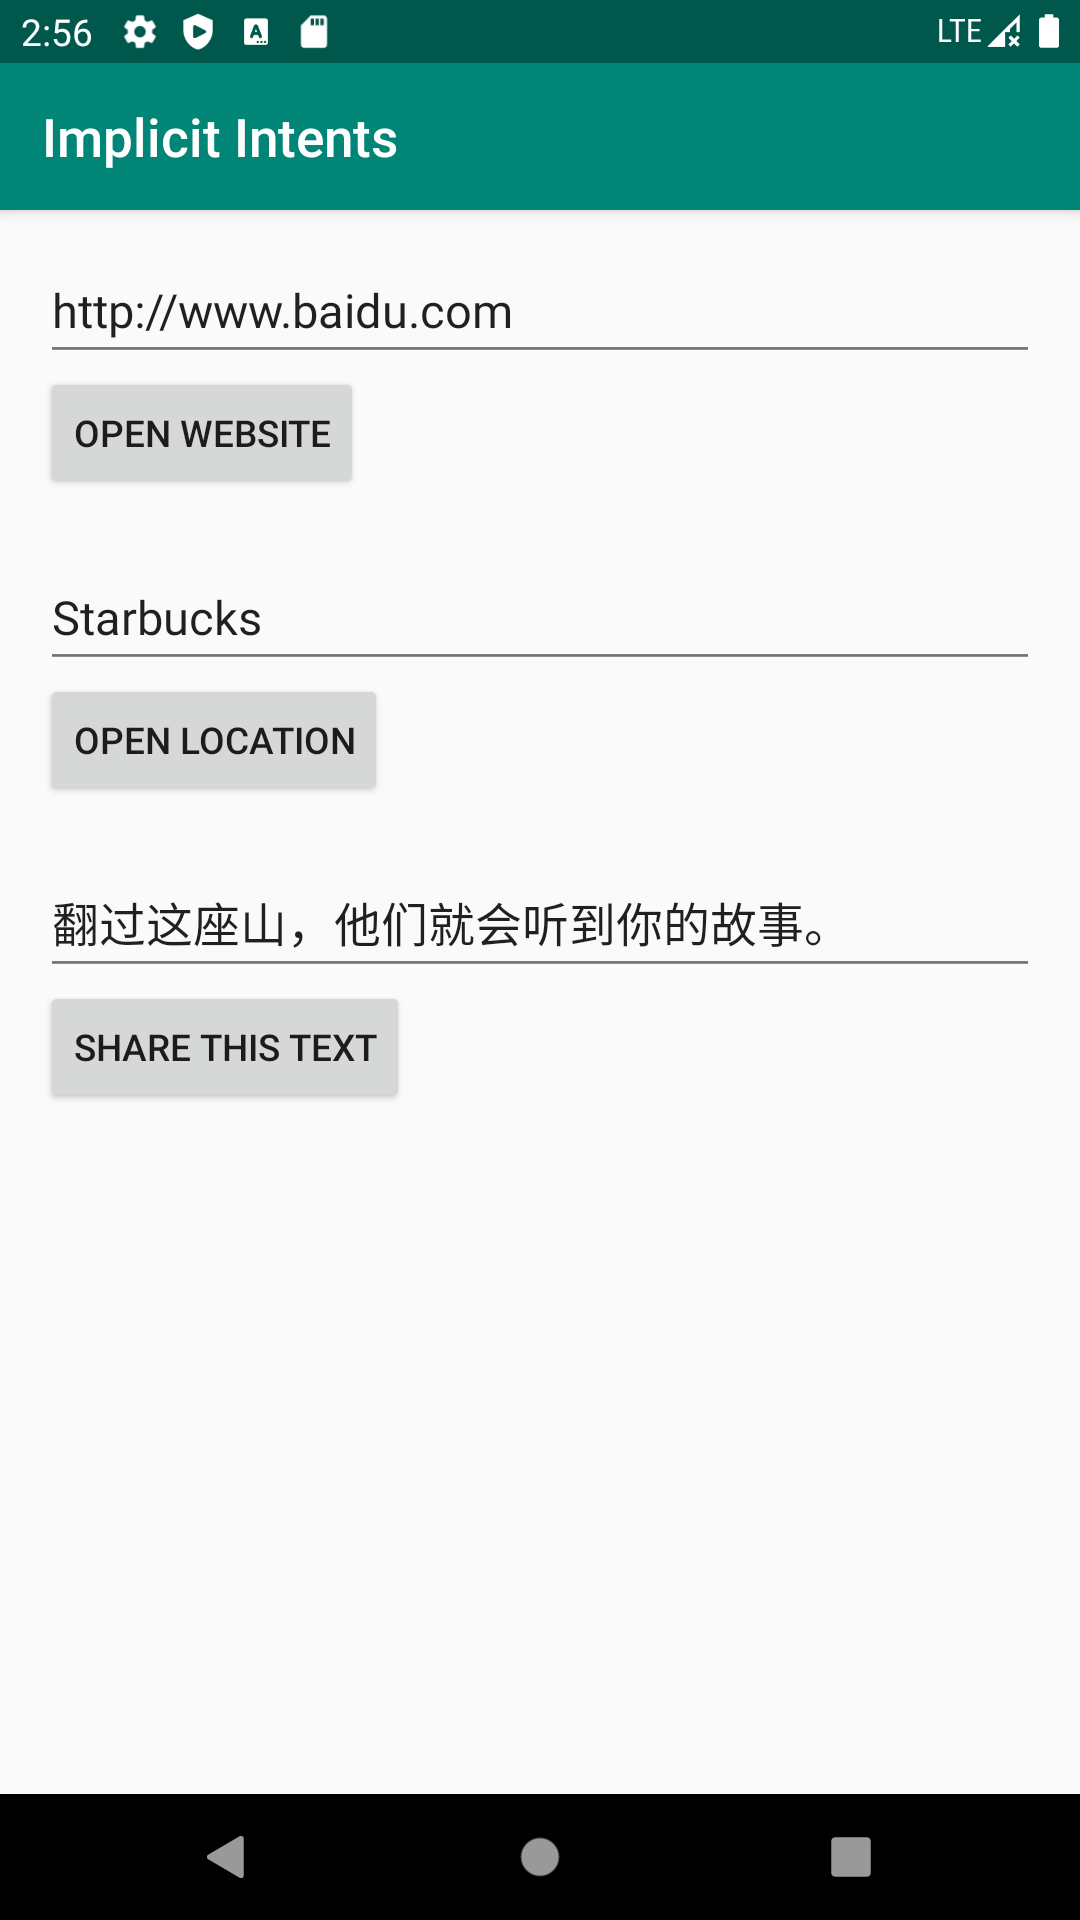 2:56 LTE
Implicit Intents
http://www.baidu.com
OPEN WEBSITE
Starbucks
OPEN LOCATION
翻过这座山，他们就会听到你的故事。
SHARE THIS TEXT